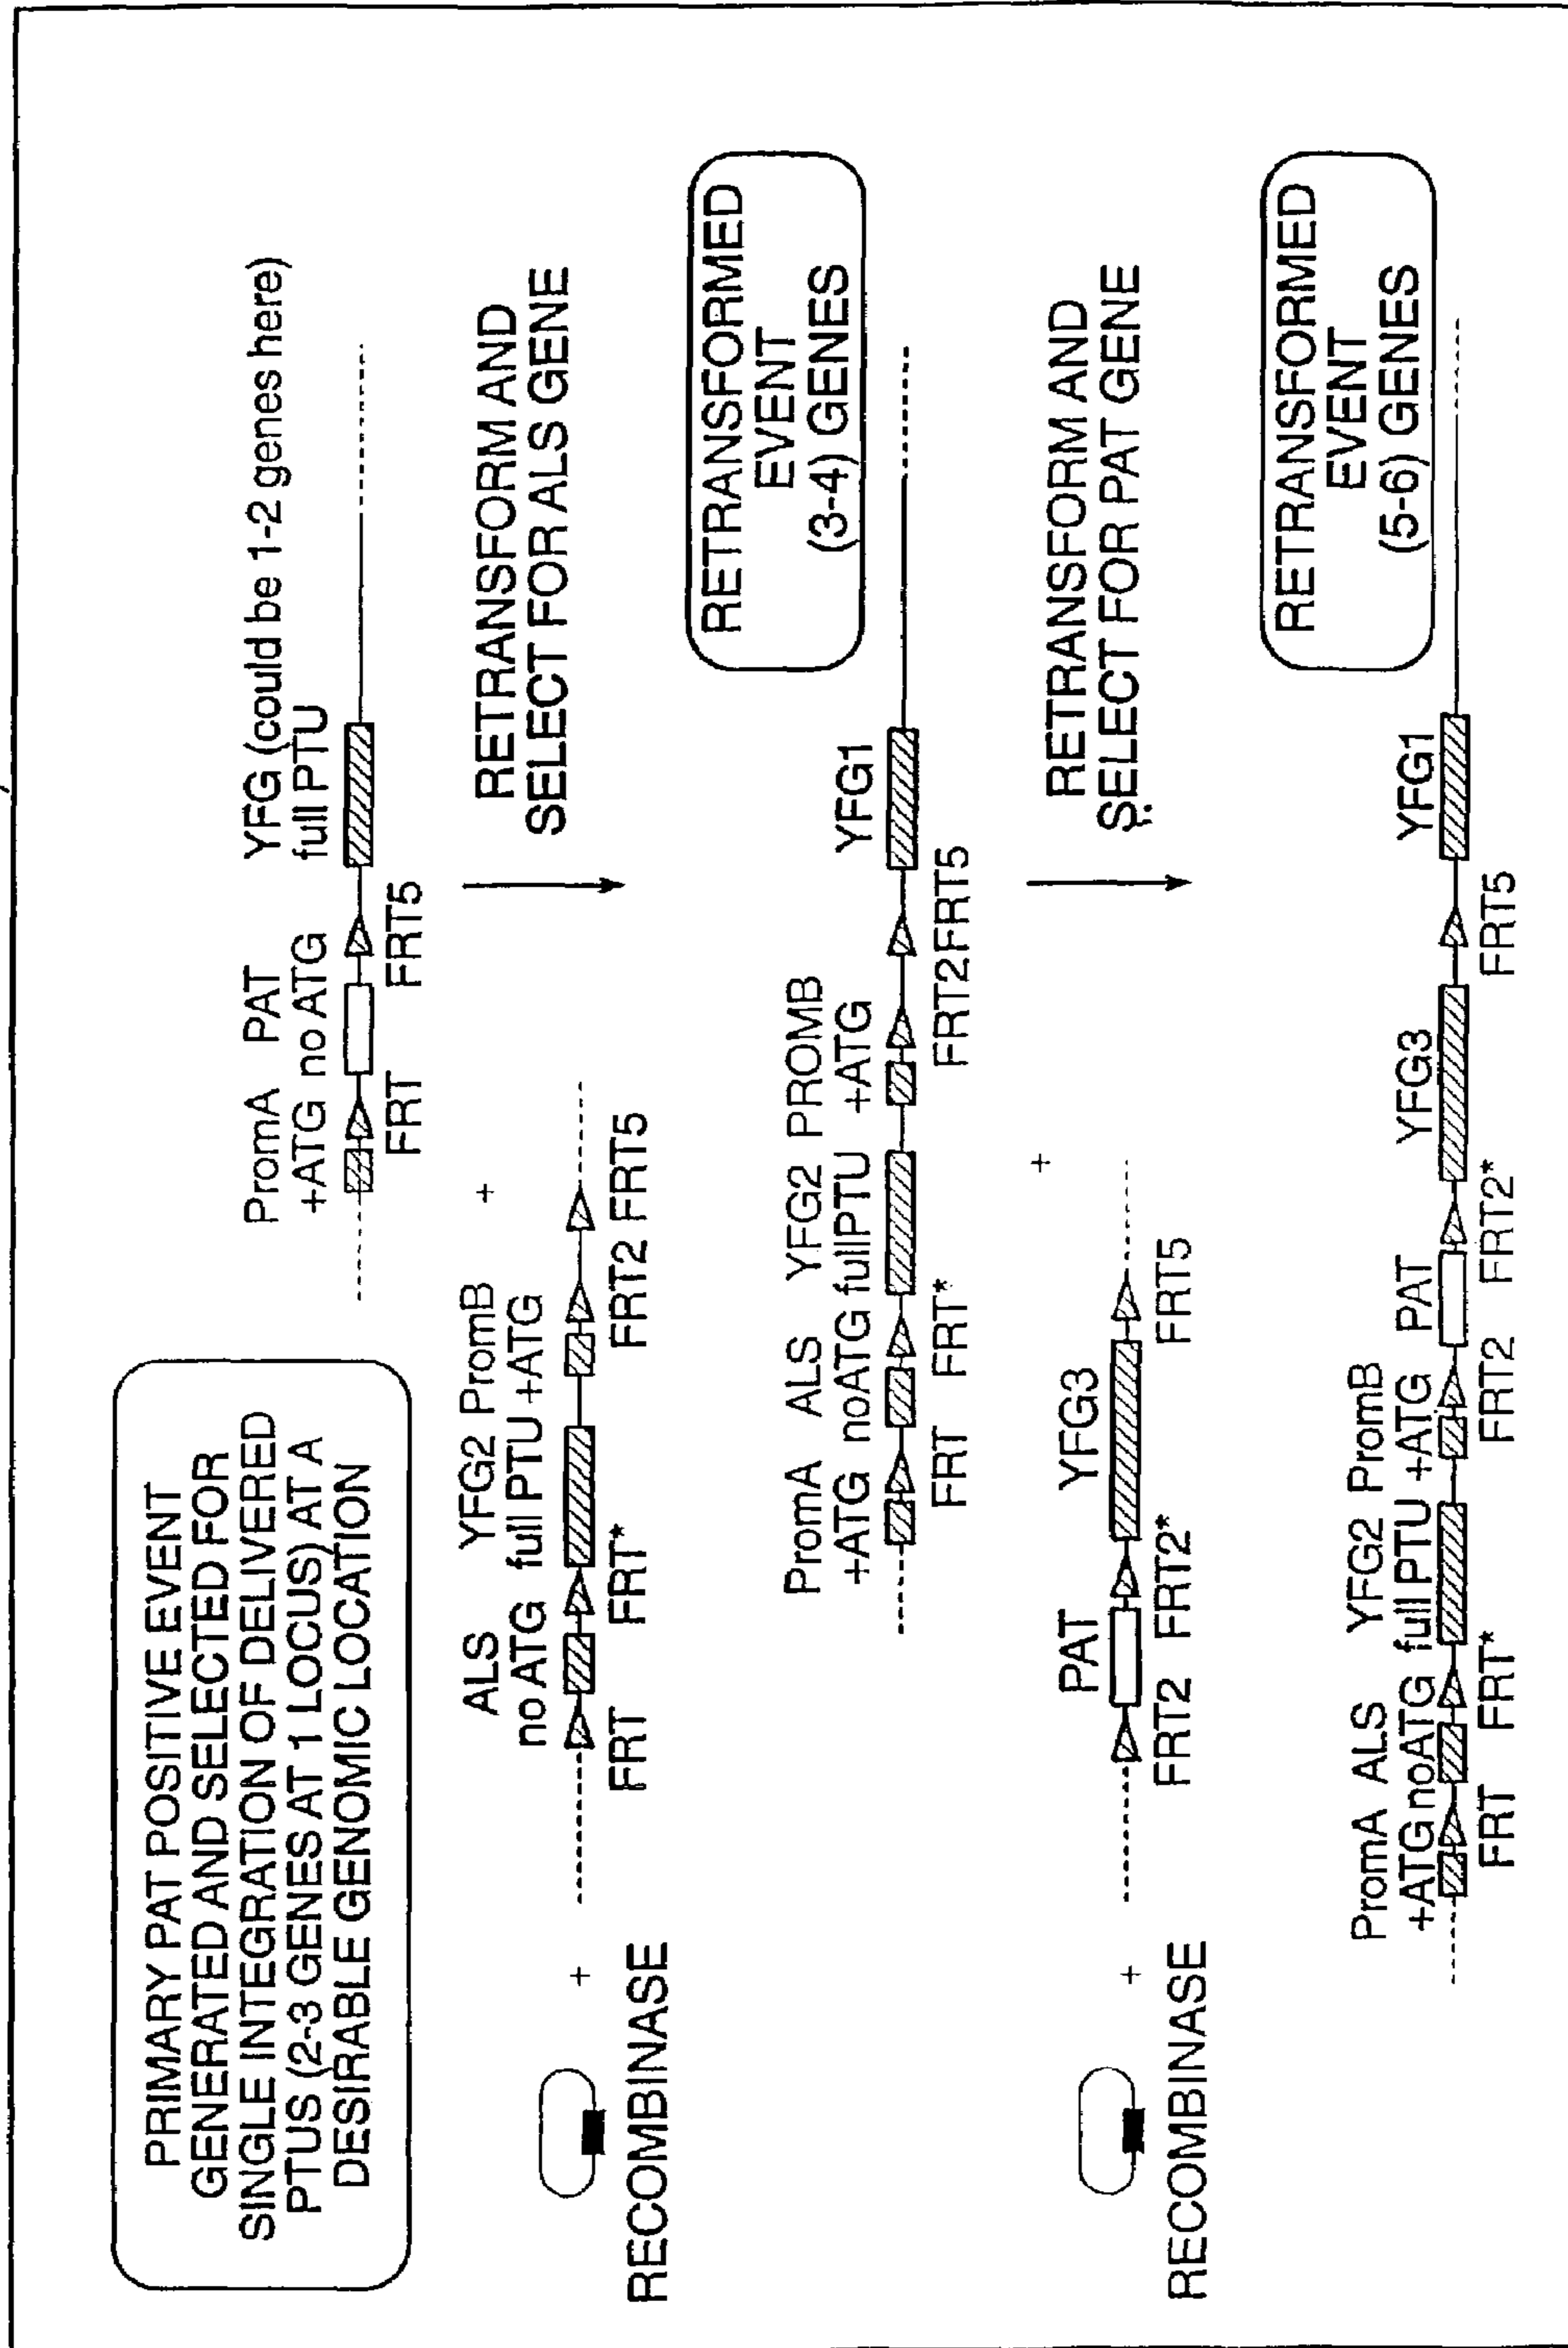 PRIMARY PAT POSITIVE EVENT
GENERATED AND SELECTED FOR
SINGLE INTEGRATION OF DELIVERED
PTUS (2-3 GENES AT 1 LOCUS) AT A
DESIRABLE GENOMIC LOCATION
PromA PAT YFG (could be 1-2 genes here)
+ATG no ATG full PTU
FRT FRT5
ALS YFG2 PromB
no ATG full PTU +ATG
+ +
FRT FRT* FRT2 FRT5
RECOMBINASE
RETRANSFORM AND
SELECT FOR ALS GENE
RETRANSFORMED
EVENT
(3-4) GENES
PromA ALS YFG2 PROMB YFG1
+ATG noATG fullPTU +ATG
FRT FRT* FRT2FRT5
+
RETRANSFORM AND
SELECT FOR PAT GENE
PAT YFG3
+
FRT2 FRT2* FRT5
RECOMBINASE
RETRANSFORMED
EVENT
(5-6) GENES
PromA ALS YFG2 PromB PAT YFG3 YFG1
+ATG noATG full PTU +ATG
FRT FRT* FRT2 FRT2* FRT5